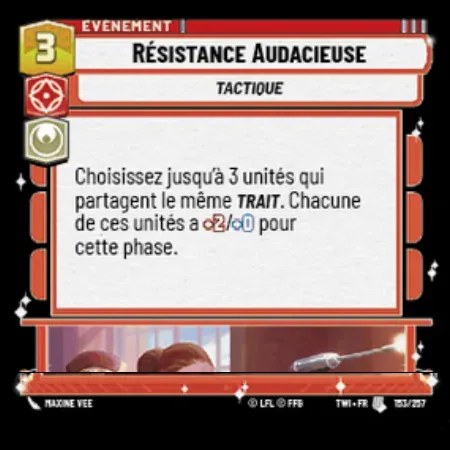 3
ÉVÉNEMENT
RÉSISTANCE AUDACIEUSE
TACTIQUE
Choisissez jusqu'à 3 unités qui
partagent le même TRAIT. Chacune
de ces unités a +2/+0 pour
cette phase.
MAXINE VEE
© LFL © FFG
TWI • FR
153/257